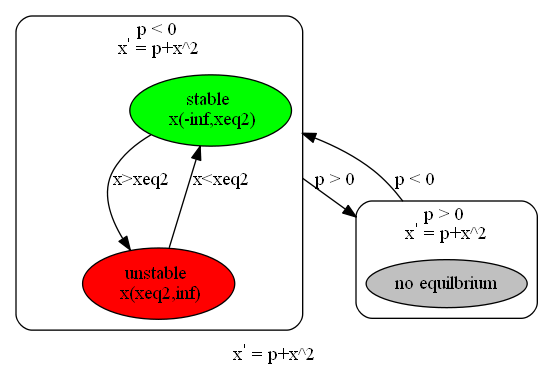 p < 0
x' = p+x^2
stable
x(-inf,xeq2)
x>xeq2
x<xeq2
unstable
x(xeq2,inf)
p > 0
p < 0
p > 0
x' = p+x^2
no equilbrium
x' = p+x^2